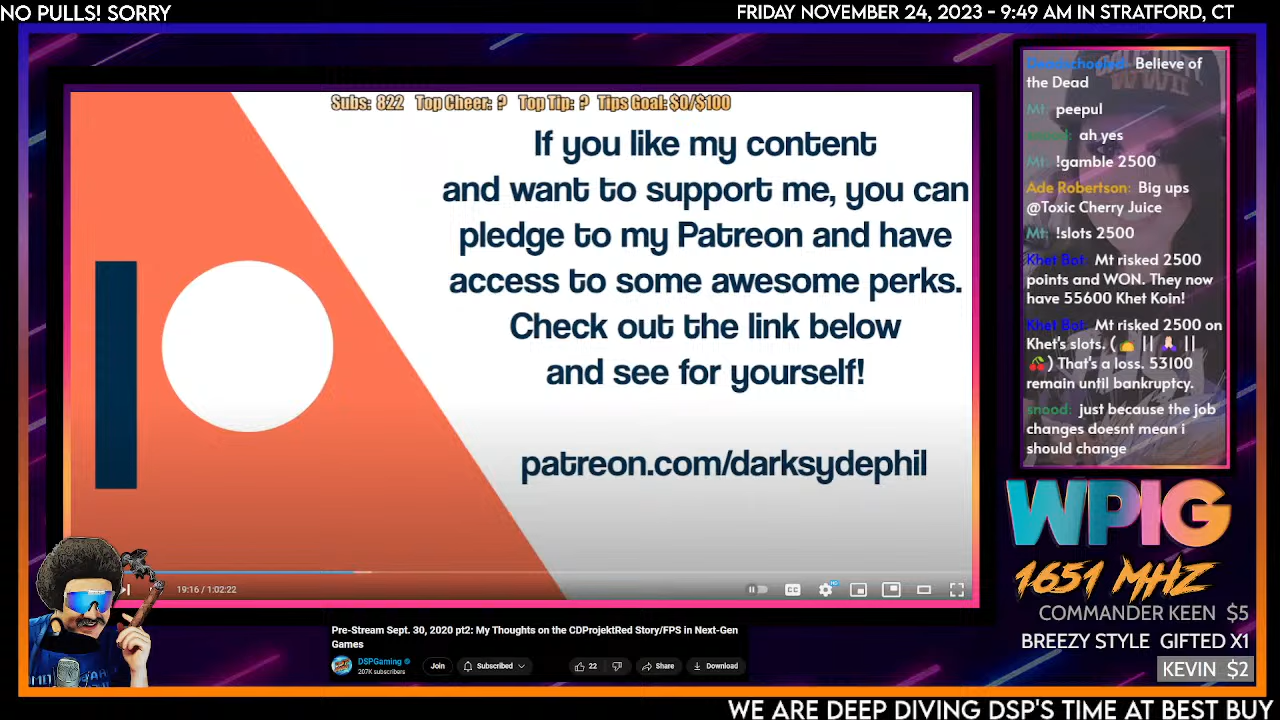 NO PULLS! SORRY
FRIDAY NOVEMBER 24, 2023 - 9:49 AM IN STRATFORD, CT
Subs: 822 Top Cheer: ? Top Tip: ? Tips Goal: $0/$100
If you like my content
and want to support me, you can
pledge to my Patreon and have
access to some awesome perks.
Check out the link below
and see for yourself!
patreon.com/darksydephil
19:16 / 1:02:22
CC
HD
Pre-Stream Sept. 30, 2020 pt2: My Thoughts on the CDProjektRed Story/FPS in Next-Gen
Games
DSPGaming
207K subscribers
Join
Subscribed
22
Share
Download
Believe of
the Dead
Mt: peepul
snood: ah yes
Mt: !gamble 2500
Ade Robertson: Big ups
@Toxic Cherry Juice
Mt: !slots 2500
Khet Bot: Mt risked 2500
points and WON. They now
have 55600 Khet Koin!
Khet Bot: Mt risked 2500 on
Khet's slots. ( 🌮 || 🙏🏻 ||
🍒) That's a loss. 53100
remain until bankruptcy.
snood: just because the job
changes doesnt mean i
should change
WPIG
1651 MHZ
COMMANDER KEEN $5
BREEZY STYLE GIFTED X1
KEVIN $2
WE ARE DEEP DIVING DSP'S TIME AT BEST BUY